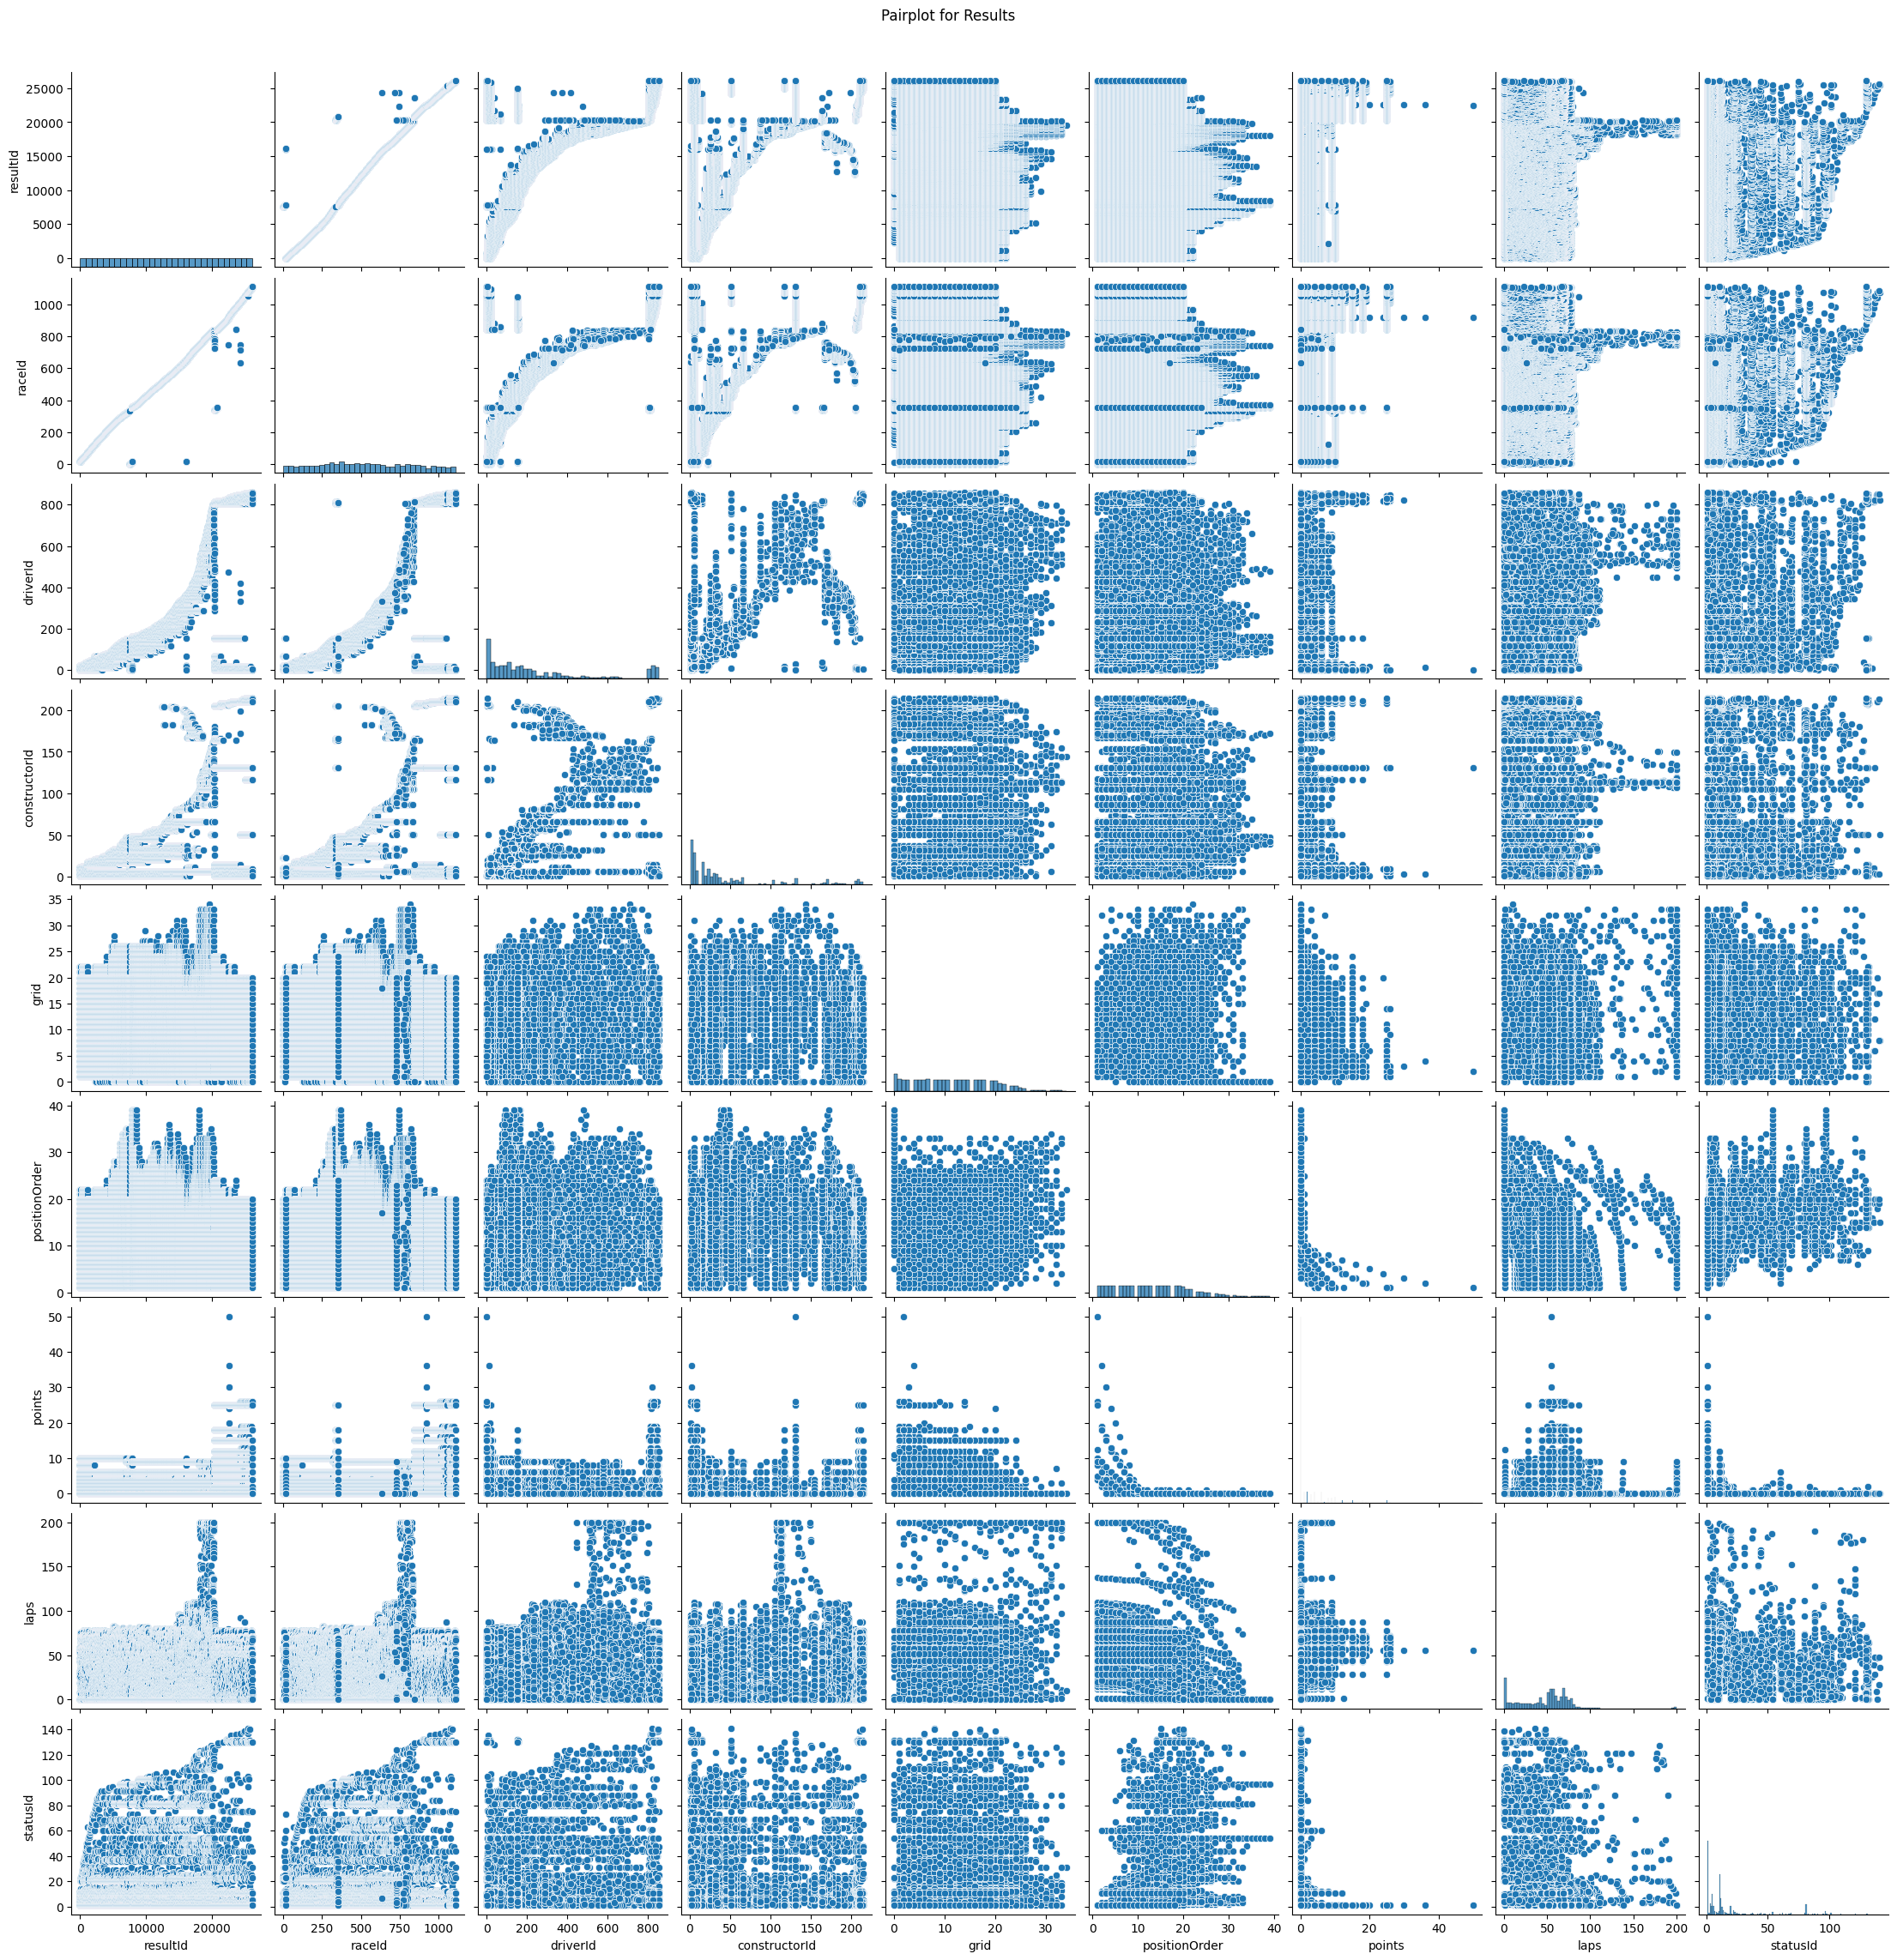 Pairplot for Results
25000
20000
15000
10000
5000
0
resultId
1000
800
600
400
200
0
raceId
800
600
400
200
0
driverId
200
150
100
50
0
constructorId
35
30
25
20
15
10
5
0
grid
40
30
20
10
0
positionOrder
50
40
30
20
10
0
points
200
150
100
50
0
laps
140
120
100
80
60
40
20
0
statusId
0 10000 20000
0 250 500 750 1000
0 200 400 600 800
0 50 100 150 200
0 10 20 30
0 10 20 30 40
0 20 40
0 50 100 150 200
0 50 100
resultId raceId driverId constructorId grid positionOrder points laps statusId